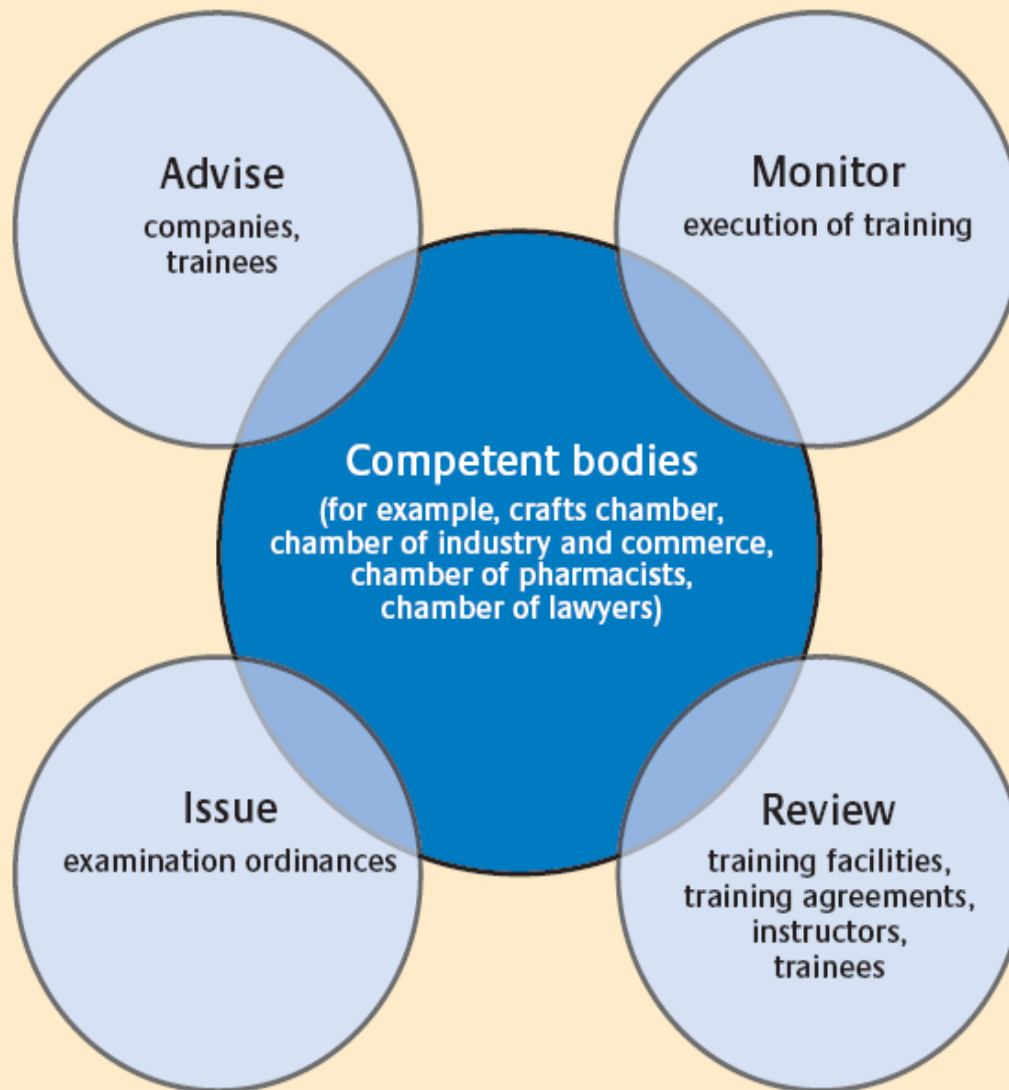 Advise
companies,
trainees
Monitor
execution of training
Competent bodies
(for example, crafts chamber,
chamber of industry and commerce,
chamber of pharmacists,
chamber of lawyers)
Issue
examination ordinances
Review
training facilities,
training agreements,
instructors,
trainees